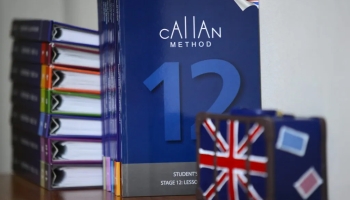 CALLAN
METHOD
12
STUDENT'S
STAGE 12: LESSO